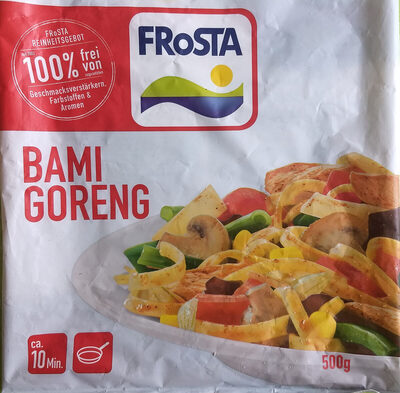 FRoSTA
REINHEITSGEBOT
100% frei
von
Geschmacksverstärkern,
Farbstoffen &
Aromen
FRoSTA
BAMI
GORENG
ca.
10 Min.
500g